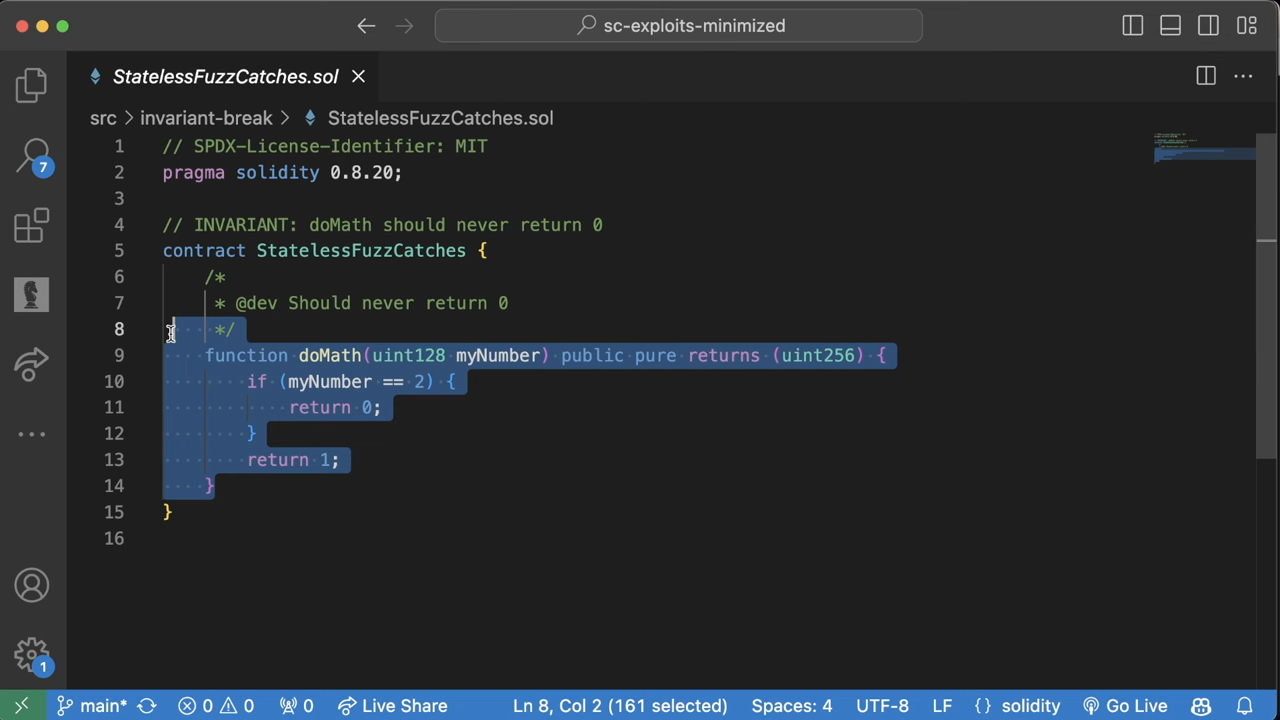 sc-exploits-minimized
StatelessFuzzCatches.sol
src > invariant-break > StatelessFuzzCatches.sol
7
1 // SPDX-License-Identifier: MIT
2 pragma solidity 0.8.20;
3
4 // INVARIANT: doMath should never return 0
5 contract StatelessFuzzCatches {
6 /*
7 * @dev Should never return 0
8 */
9 function doMath(uint128 myNumber) public pure returns (uint256) {
10 if (myNumber == 2) {
11 return 0;
12 }
13 return 1;
14 }
15 }
16
1
main* 0 0 0 Live Share Ln 8, Col 2 (161 selected) Spaces: 4 UTF-8 LF {} solidity Go Live